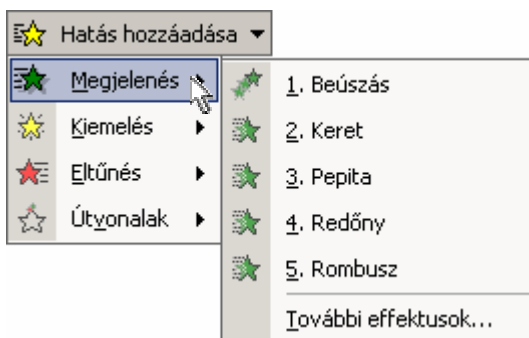 Hatás hozzáadása
Megjelenés
Kiemelés
Eltűnés
Útvonalak
1. Beúszás
2. Keret
3. Pepita
4. Redőny
5. Rombusz
További effektusok...